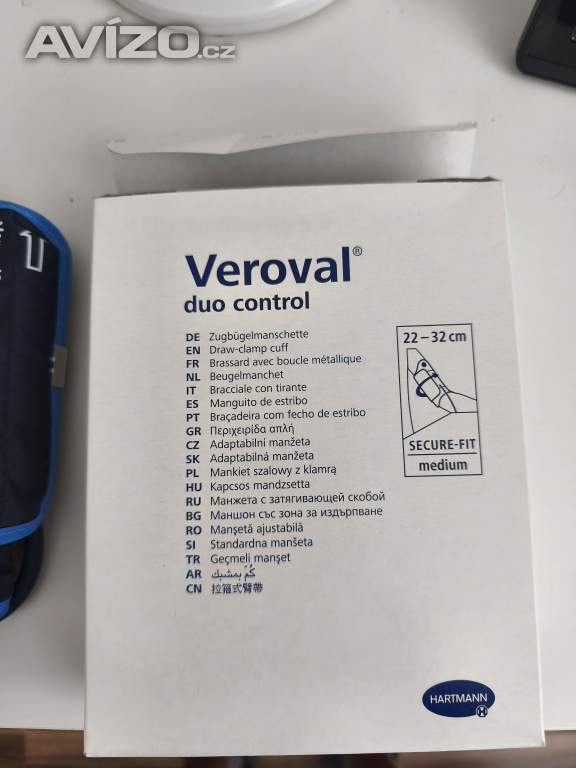 AVÍZO.cz
Veroval®
duo control
DE Zugbügelmanschette
EN Draw-clamp cuff
FR Brassard avec boucle métallique
NL Beugelmanchet
IT Bracciale con tirante
ES Manguito de estribo
PT Braçadeira com fecho de estribo
GR Περιχειρίδα απλή
CZ Adaptabilní manžeta
SK Adaptabilná manžeta
PL Mankiet szalowy z klamrą
HU Kapcsos mandzsetta
RU Манжета с затягивающей скобой
BG Маншон със зона за издърпване
RO Manșetă ajustabilă
SI Standardna manšeta
TR Geçmeli manşet
AR كُمّ بمشبك
CN 拉箍式臂帶
22 – 32 cm
SECURE-FIT
medium
HARTMANN